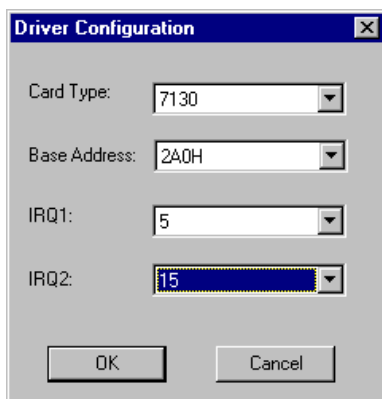 Driver Configuration
Card Type: 7130
Base Address: 2A0H
IRQ1: 5
IRQ2: 15
OK Cancel